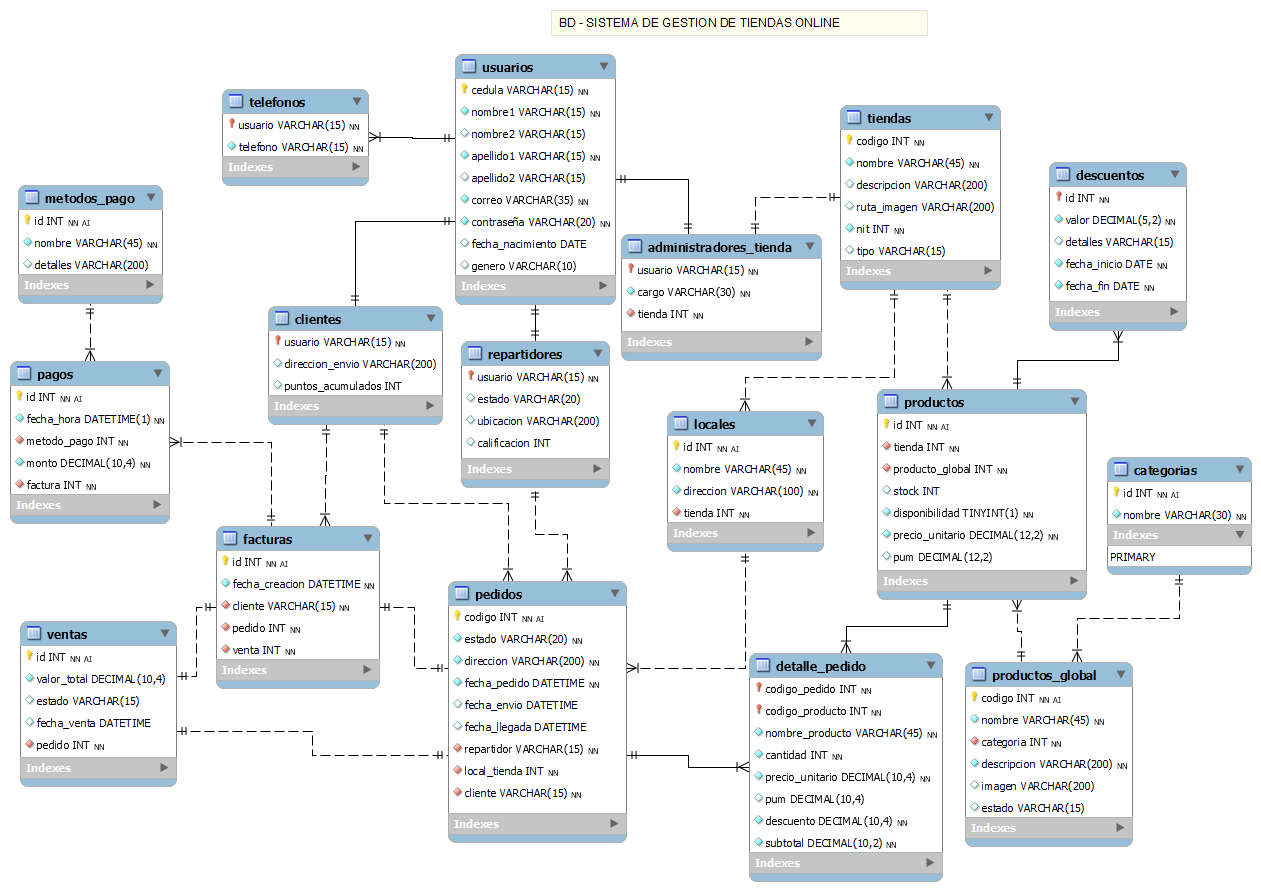 BD - SISTEMA DE GESTION DE TIENDAS ONLINE
usuarios
cedula VARCHAR(15) NN
nombre1 VARCHAR(15) NN
nombre2 VARCHAR(15)
apellido1 VARCHAR(15) NN
apellido2 VARCHAR(15)
correo VARCHAR(35) NN
contraseña VARCHAR(20) NN
fecha_nacimiento DATE
genero VARCHAR(10)
Indexes
telefonos
usuario VARCHAR(15) NN
telefono VARCHAR(15) NN
Indexes
tiendas
codigo INT NN
nombre VARCHAR(45) NN
descripcion VARCHAR(200)
ruta_imagen VARCHAR(200)
nit INT NN
tipo VARCHAR(15)
Indexes
descuentos
id INT NN
valor DECIMAL(5,2) NN
detalles VARCHAR(15)
fecha_inicio DATE NN
fecha_fin DATE NN
Indexes
metodos_pago
id INT NN AI
nombre VARCHAR(45) NN
detalles VARCHAR(200)
Indexes
administradores_tienda
usuario VARCHAR(15) NN
cargo VARCHAR(30) NN
tienda INT NN
Indexes
clientes
usuario VARCHAR(15) NN
direccion_envio VARCHAR(200)
puntos_acumulados INT
Indexes
repartidores
usuario VARCHAR(15) NN
estado VARCHAR(20)
ubicacion VARCHAR(200)
calificacion INT
Indexes
pagos
id INT NN AI
fecha_hora DATETIME(1) NN
metodo_pago INT NN
monto DECIMAL(10,4) NN
factura INT NN
Indexes
locales
id INT NN AI
nombre VARCHAR(45) NN
direccion VARCHAR(100) NN
tienda INT NN
Indexes
productos
id INT NN AI
tienda INT NN
producto_global INT NN
stock INT
disponibilidad TINYINT(1) NN
precio_unitario DECIMAL(12,2) NN
pum DECIMAL(12,2)
Indexes
categorias
id INT NN AI
nombre VARCHAR(30) NN
Indexes
PRIMARY
facturas
id INT NN AI
fecha_creacion DATETIME NN
cliente VARCHAR(15) NN
pedido INT NN
venta INT NN
Indexes
pedidos
codigo INT NN AI
estado VARCHAR(20) NN
direccion VARCHAR(200) NN
fecha_pedido DATETIME NN
fecha_envio DATETIME
fecha_llegada DATETIME
repartidor VARCHAR(15) NN
local_tienda INT NN
cliente VARCHAR(15) NN
Indexes
ventas
id INT NN AI
valor_total DECIMAL(10,4)
estado VARCHAR(15)
fecha_venta DATETIME
pedido INT NN
Indexes
detalle_pedido
codigo_pedido INT NN
codigo_producto INT NN
nombre_producto VARCHAR(45) NN
cantidad INT NN
precio_unitario DECIMAL(10,4) NN
pum DECIMAL(10,4)
descuento DECIMAL(10,4) NN
subtotal DECIMAL(10,2) NN
Indexes
productos_global
codigo INT NN AI
nombre VARCHAR(45) NN
categoria INT NN
descripcion VARCHAR(200) NN
imagen VARCHAR(200)
estado VARCHAR(15)
Indexes